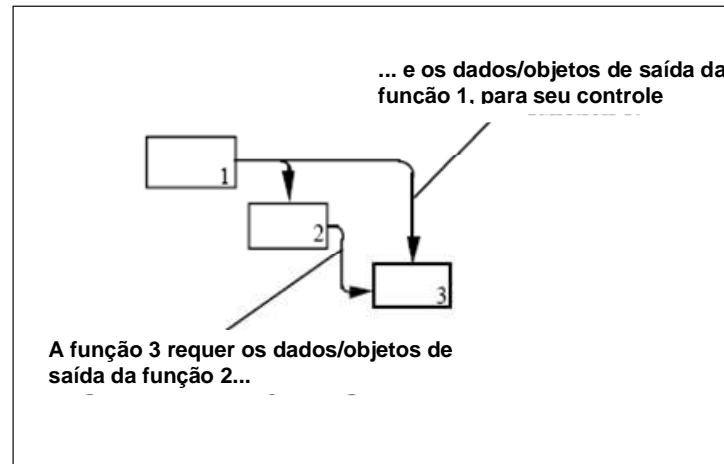 ... e os dados/objetos de saída da
função 1, para seu controle
1
2
3
A função 3 requer os dados/objetos de
saída da função 2...